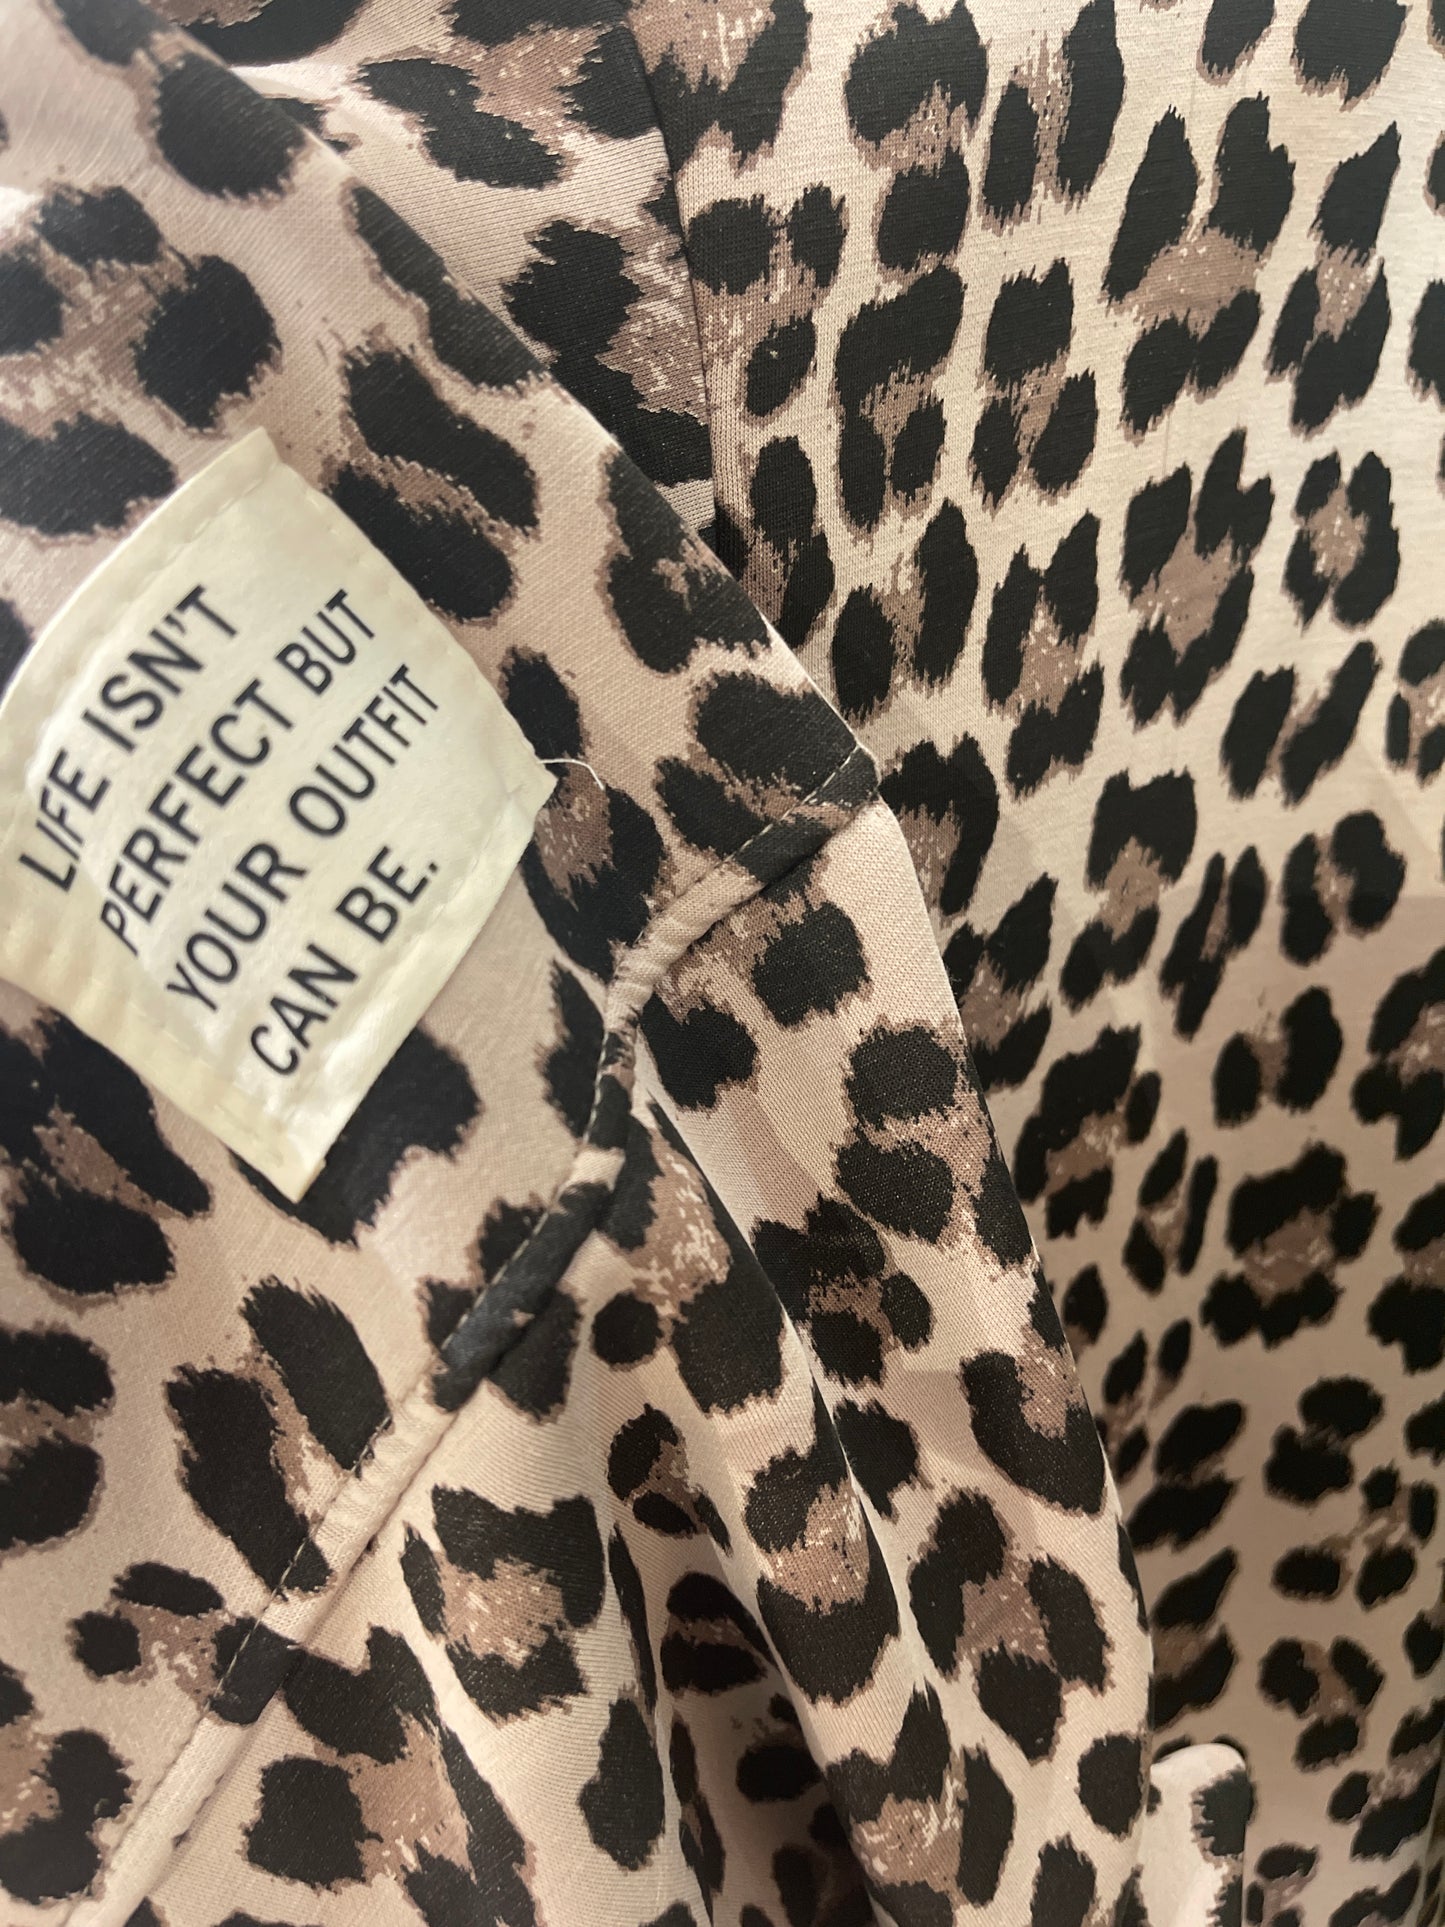 LIFE ISN'T
PERFECT BUT
YOUR OUTFIT
CAN BE.